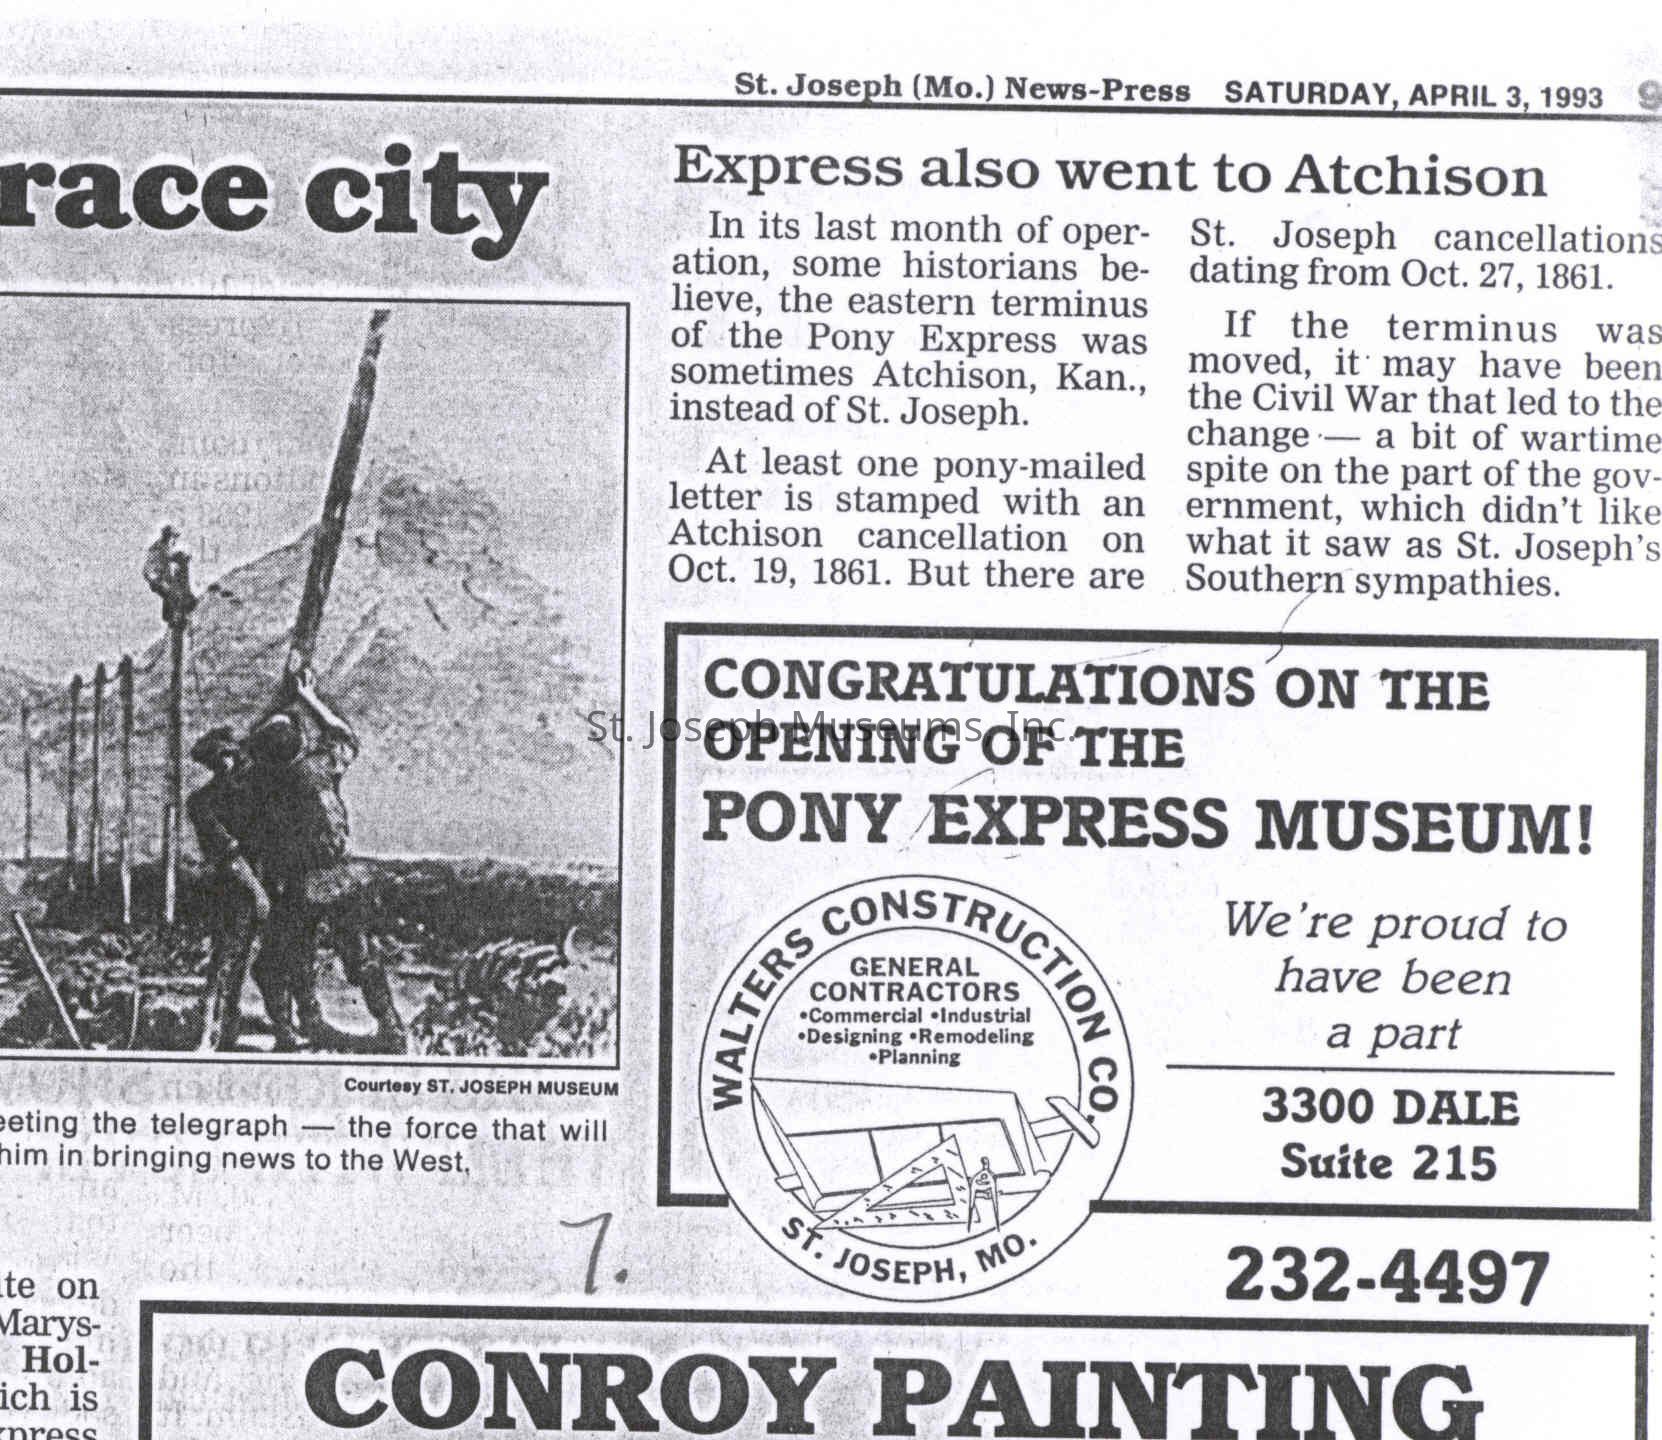 St. Joseph (Mo.) News-Press SATURDAY, APRIL 3, 1993 9
race city
Courtesy ST. JOSEPH MUSEUM
eeting the telegraph — the force that will
him in bringing news to the West.
Express also went to Atchison
In its last month of oper-
ation, some historians be-
lieve, the eastern terminus
of the Pony Express was
sometimes Atchison, Kan.,
instead of St. Joseph.
At least one pony-mailed
letter is stamped with an
Atchison cancellation on
Oct. 19, 1861. But there are
St. Joseph cancellations
dating from Oct. 27, 1861.
If the terminus was
moved, it may have been
the Civil War that led to the
change — a bit of wartime
spite on the part of the gov-
ernment, which didn't like
what it saw as St. Joseph's
Southern sympathies.
CONGRATULATIONS ON THE
OPENING OF THE
PONY EXPRESS MUSEUM!
St. Joseph Museums, Inc.
WALTERS CONSTRUCTION CO.
GENERAL
CONTRACTORS
•Commercial •Industrial
•Designing •Remodeling
•Planning
ST. JOSEPH, MO.
We're proud to
have been
a part
3300 DALE
Suite 215
232-4497
7.
ite on
Marys-
Hol-
ich is
xpress
CONROY PAINTING